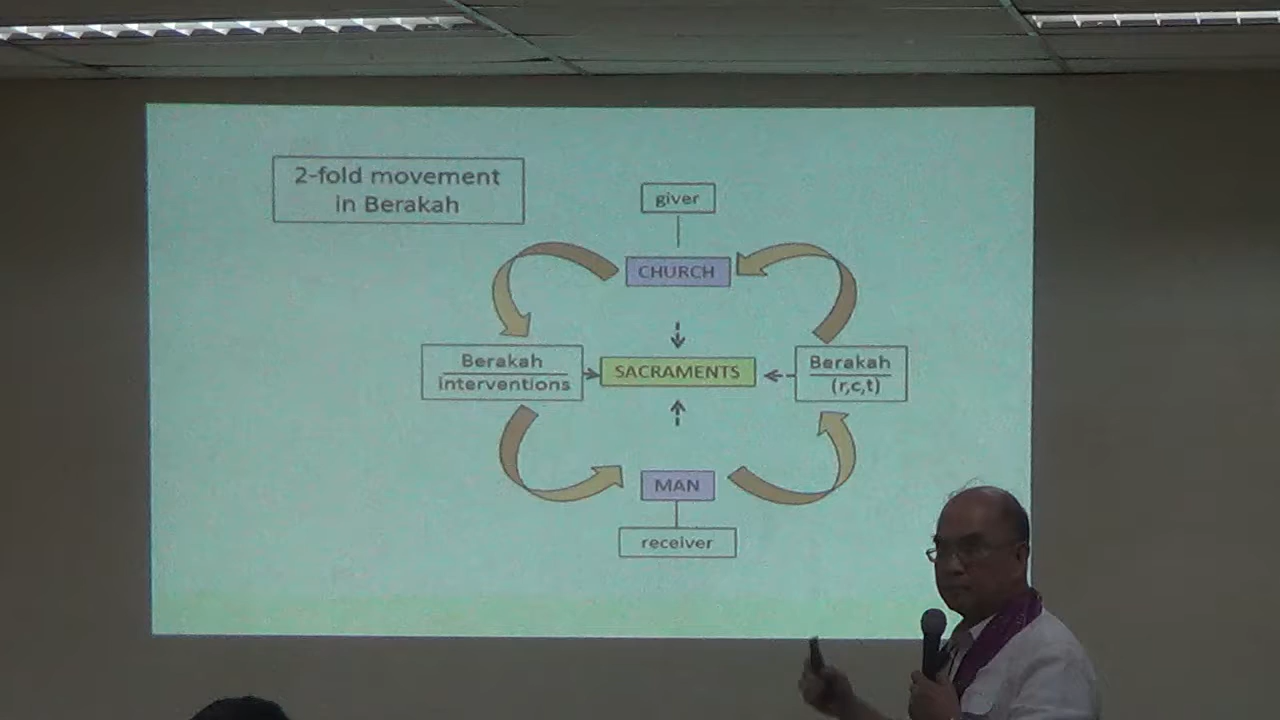 2-fold movement
in Berakah
giver
CHURCH
Berakah
interventions
SACRAMENTS
Berakah
(r,c,t)
MAN
receiver